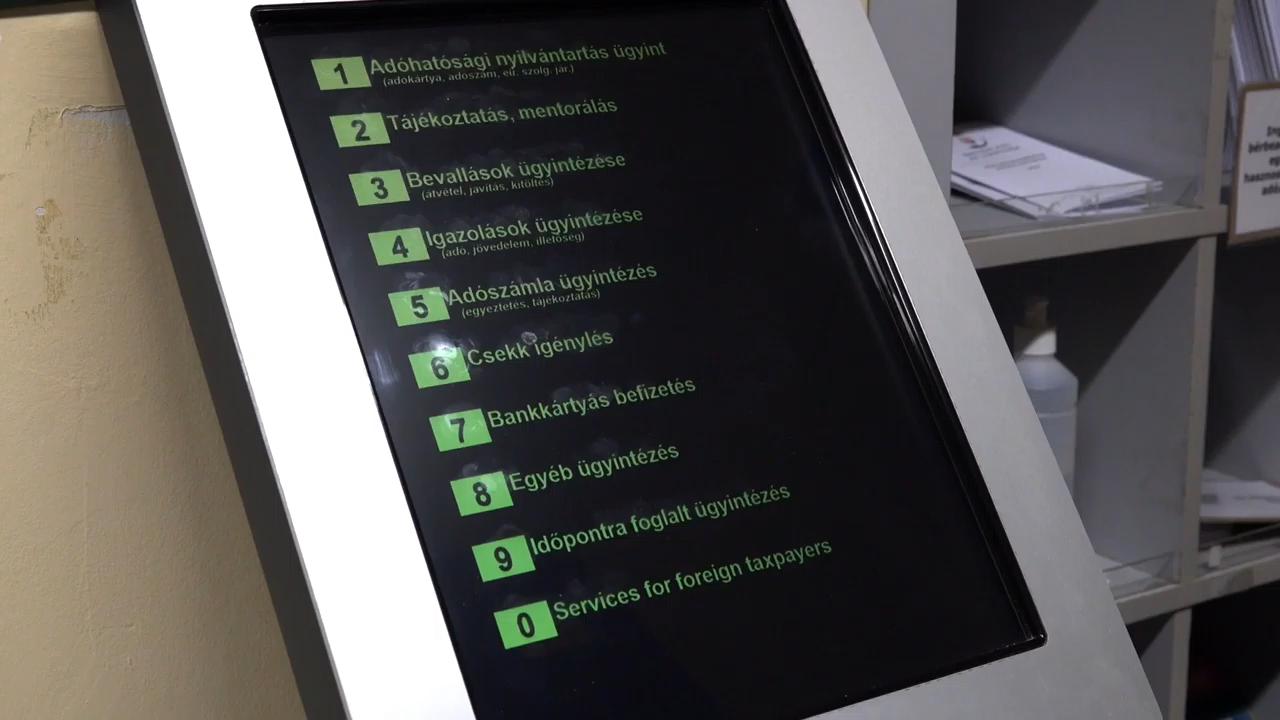 1 Adóhatósági nyilvántartás ügyint
(adókártya, adószám, eü. szolg. jár.)
2 Tájékoztatás, mentorálás
3 Bevallások ügyintézése
(átvétel, javítás, kitöltés)
4 Igazolások ügyintézése
(adó, jövedelem, illetőség)
5 Adószámla ügyintézés
(egyeztetés, tájékoztatás)
6 Csekk igénylés
7 Bankkártyás befizetés
8 Egyéb ügyintézés
9 Időpontra foglalt ügyintézés
0 Services for foreign taxpayers